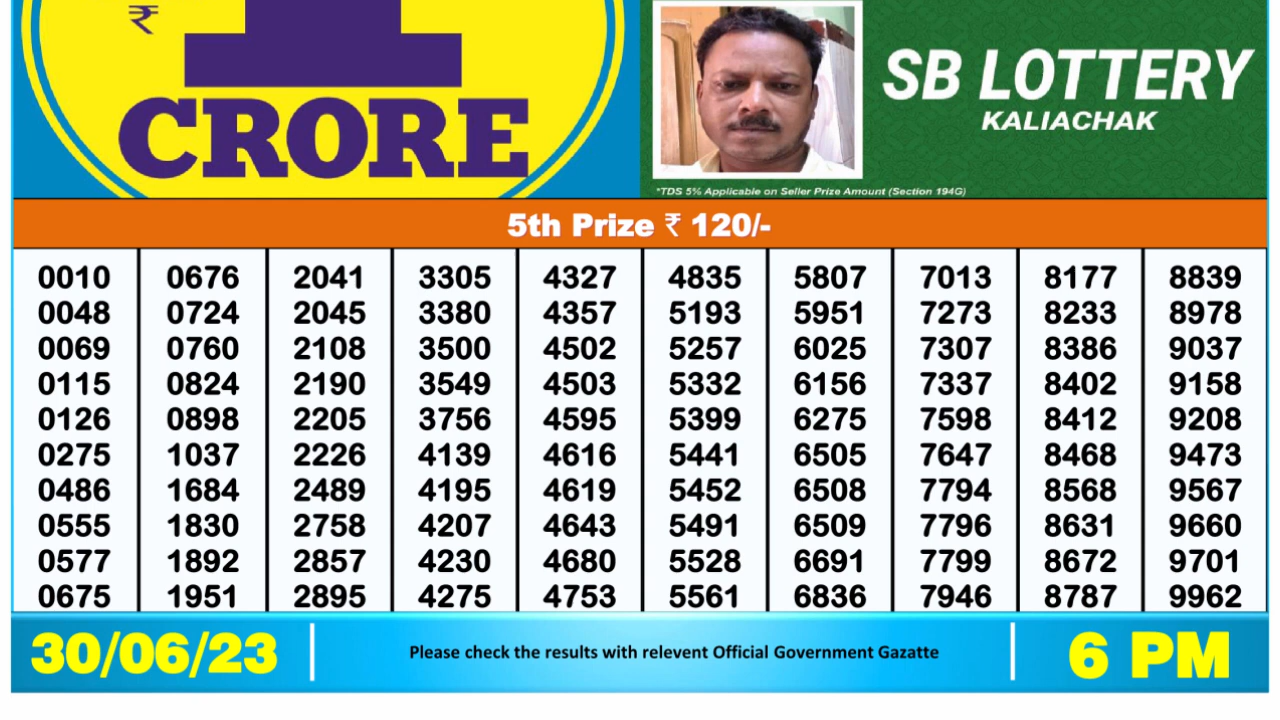 ₹
1
CRORE
SB LOTTERY
KALIACHAK
*TDS 5% Applicable on Seller Prize Amount (Section 194G)
5th Prize ₹ 120/-
0010 0676 2041 3305 4327 4835 5807 7013 8177 8839
0048 0724 2045 3380 4357 5193 5951 7273 8233 8978
0069 0760 2108 3500 4502 5257 6025 7307 8386 9037
0115 0824 2190 3549 4503 5332 6156 7337 8402 9158
0126 0898 2205 3756 4595 5399 6275 7598 8412 9208
0275 1037 2226 4139 4616 5441 6505 7647 8468 9473
0486 1684 2489 4195 4619 5452 6508 7794 8568 9567
0555 1830 2758 4207 4643 5491 6509 7796 8631 9660
0577 1892 2857 4230 4680 5528 6691 7799 8672 9701
0675 1951 2895 4275 4753 5561 6836 7946 8787 9962
30/06/23 Please check the results with relevent Official Government Gazatte 6 PM